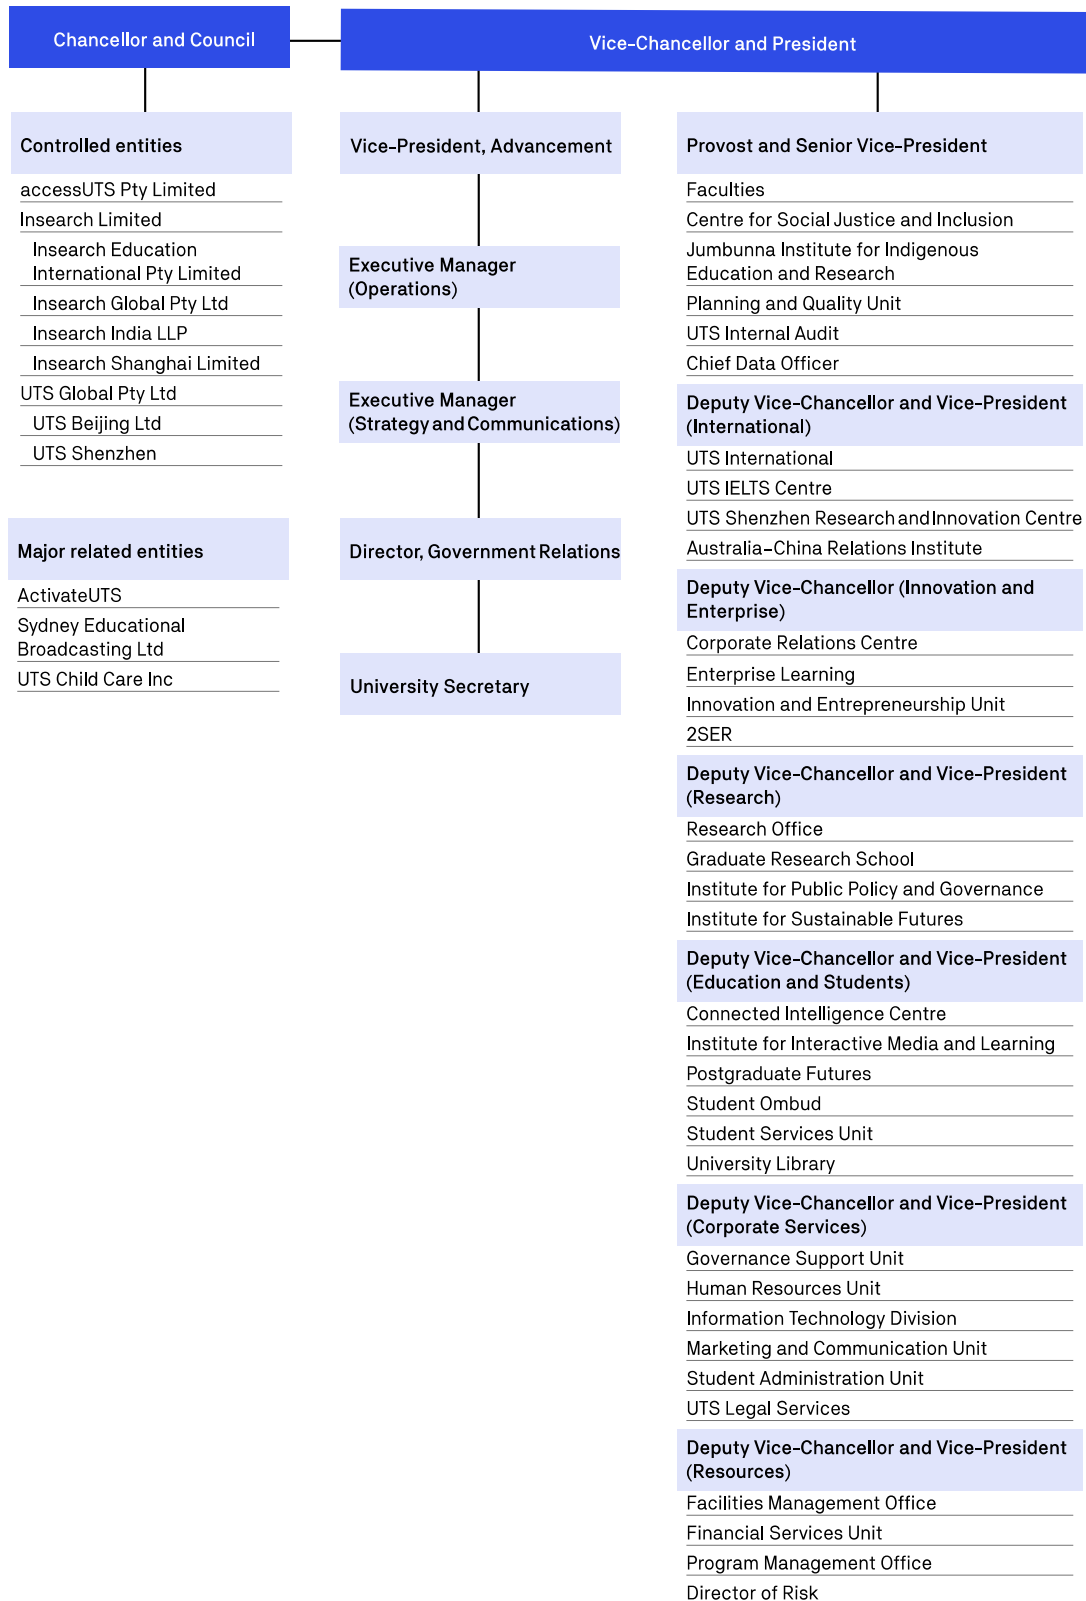 Chancellor and Council
Vice-Chancellor and President
Controlled entities
accessUTS Pty Limited
Insearch Limited
Insearch Education
International Pty Limited
Insearch Global Pty Ltd
Insearch India LLP
Insearch Shanghai Limited
UTS Global Pty Ltd
UTS Beijing Ltd
UTS Shenzhen
Major related entities
ActivateUTS
Sydney Educational
Broadcasting Ltd
UTS Child Care Inc
Vice-President, Advancement
Executive Manager
(Operations)
Executive Manager
(Strategy and Communications)
Director, Government Relations
University Secretary
Provost and Senior Vice-President
Faculties
Centre for Social Justice and Inclusion
Jumbunna Institute for Indigenous
Education and Research
Planning and Quality Unit
UTS Internal Audit
Chief Data Officer
Deputy Vice-Chancellor and Vice-President
(International)
UTS International
UTS IELTS Centre
UTS Shenzhen Research and Innovation Centre
Australia–China Relations Institute
Deputy Vice-Chancellor (Innovation and
Enterprise)
Corporate Relations Centre
Enterprise Learning
Innovation and Entrepreneurship Unit
2SER
Deputy Vice-Chancellor and Vice-President
(Research)
Research Office
Graduate Research School
Institute for Public Policy and Governance
Institute for Sustainable Futures
Deputy Vice-Chancellor and Vice-President
(Education and Students)
Connected Intelligence Centre
Institute for Interactive Media and Learning
Postgraduate Futures
Student Ombud
Student Services Unit
University Library
Deputy Vice-Chancellor and Vice-President
(Corporate Services)
Governance Support Unit
Human Resources Unit
Information Technology Division
Marketing and Communication Unit
Student Administration Unit
UTS Legal Services
Deputy Vice-Chancellor and Vice-President
(Resources)
Facilities Management Office
Financial Services Unit
Program Management Office
Director of Risk